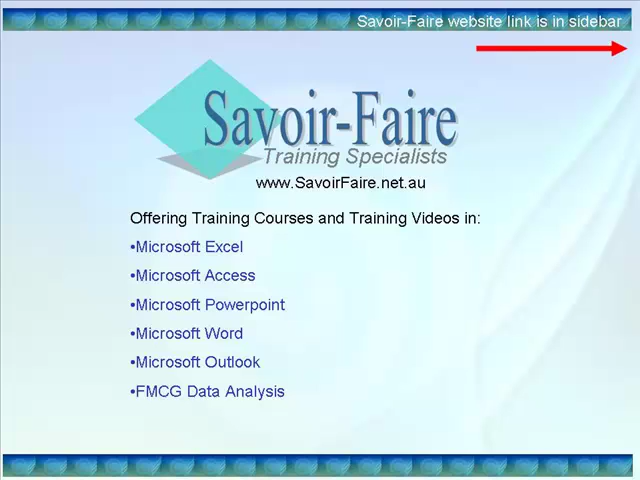 Savoir-Faire website link is in sidebar
Savoir-Faire
Training Specialists
www.SavoirFaire.net.au
Offering Training Courses and Training Videos in:
•Microsoft Excel
•Microsoft Access
•Microsoft Powerpoint
•Microsoft Word
•Microsoft Outlook
•FMCG Data Analysis